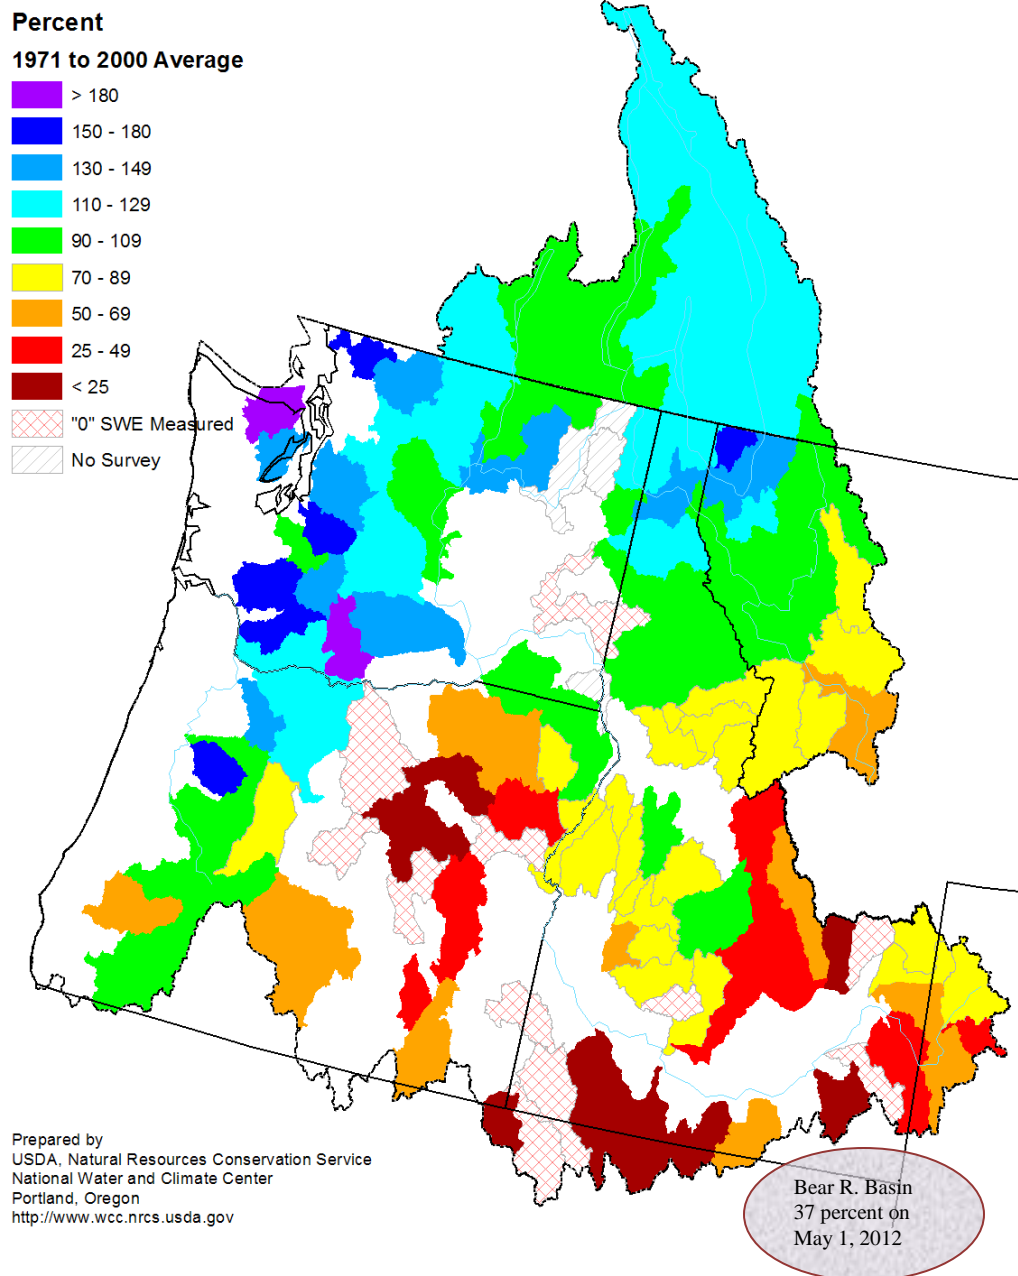 Percent
1971 to 2000 Average
> 180
150 - 180
130 - 149
110 - 129
90 - 109
70 - 89
50 - 69
25 - 49
< 25
"0" SWE Measured
No Survey
Prepared by
USDA, Natural Resources Conservation Service
National Water and Climate Center
Portland, Oregon
http://www.wcc.nrcs.usda.gov
Bear R. Basin
37 percent on
May 1, 2012